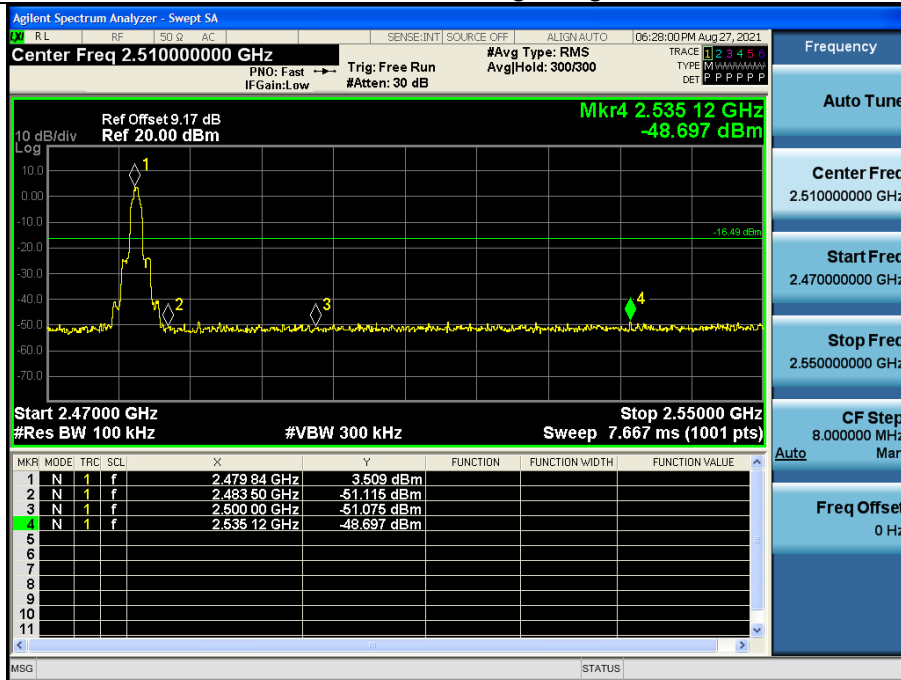 Agilent Spectrum Analyzer - Swept SA
LXI RL RF 50 Ω AC SENSE:INT SOURCE OFF ALIGN AUTO 06:28:00 PM Aug 27, 2021
Center Freq 2.510000000 GHz
PNO: Fast
IFGain:Low
Trig: Free Run
#Atten: 30 dB
#Avg Type: RMS
Avg|Hold: 300/300
TRACE 1 2 3 4 5 6
TYPE M WWWWW
DET P P P P P P
Ref Offset 9.17 dB
10 dB/div Ref 20.00 dBm
Log
Mkr4 2.535 12 GHz
-48.697 dBm
10.0
0.00
-10.0
-20.0
-30.0
-40.0
-50.0
-60.0
-70.0
1
2
3
4
-16.49 dBm
Start 2.47000 GHz Stop 2.55000 GHz
#Res BW 100 kHz #VBW 300 kHz Sweep 7.667 ms (1001 pts)
MKR MODE TRC SCL X Y FUNCTION FUNCTION WIDTH FUNCTION VALUE
1 N 1 f 2.479 84 GHz 3.509 dBm
2 N 1 f 2.483 50 GHz -51.115 dBm
3 N 1 f 2.500 00 GHz -51.075 dBm
4 N 1 f 2.535 12 GHz -48.697 dBm
5
6
7
8
9
10
11
MSG STATUS
Frequency
Auto Tune
Center Freq
2.510000000 GHz
Start Freq
2.470000000 GHz
Stop Freq
2.550000000 GHz
CF Step
8.000000 MHz
Auto Man
Freq Offset
0 Hz